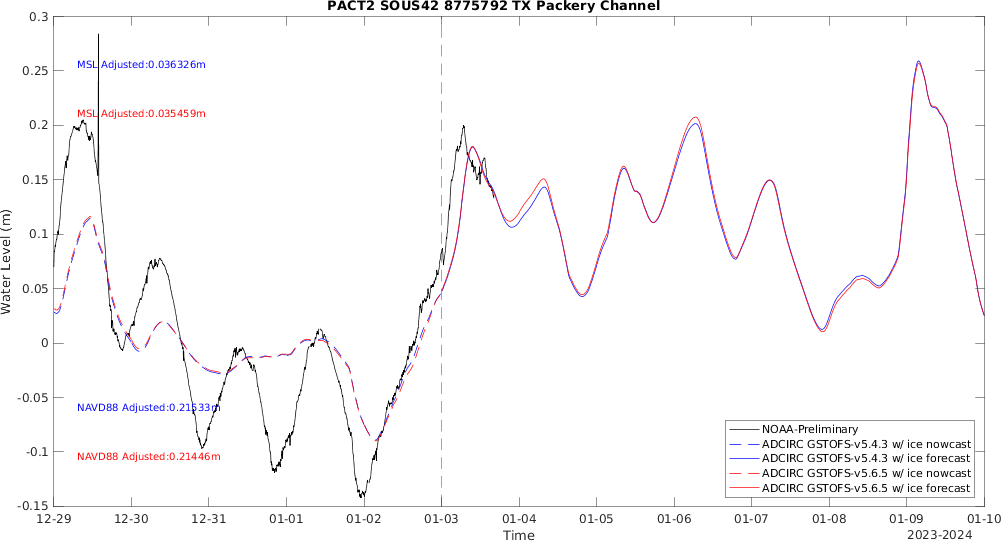 PACT2 SOUS42 8775792 TX Packery Channel
0.3
0.25
0.2
0.15
0.1
0.05
0
-0.05
-0.1
-0.15
Water Level (m)
MSL Adjusted:0.036326m
MSL Adjusted:0.035459m
NAVD88 Adjusted:0.21533m
NAVD88 Adjusted:0.21446m
NOAA-Preliminary
ADCIRC GSTOFS-v5.4.3 w/ ice nowcast
ADCIRC GSTOFS-v5.4.3 w/ ice forecast
ADCIRC GSTOFS-v5.6.5 w/ ice nowcast
ADCIRC GSTOFS-v5.6.5 w/ ice forecast
12-29 12-30 12-31 01-01 01-02 01-03 01-04 01-05 01-06 01-07 01-08 01-09 01-10
Time
2023-2024